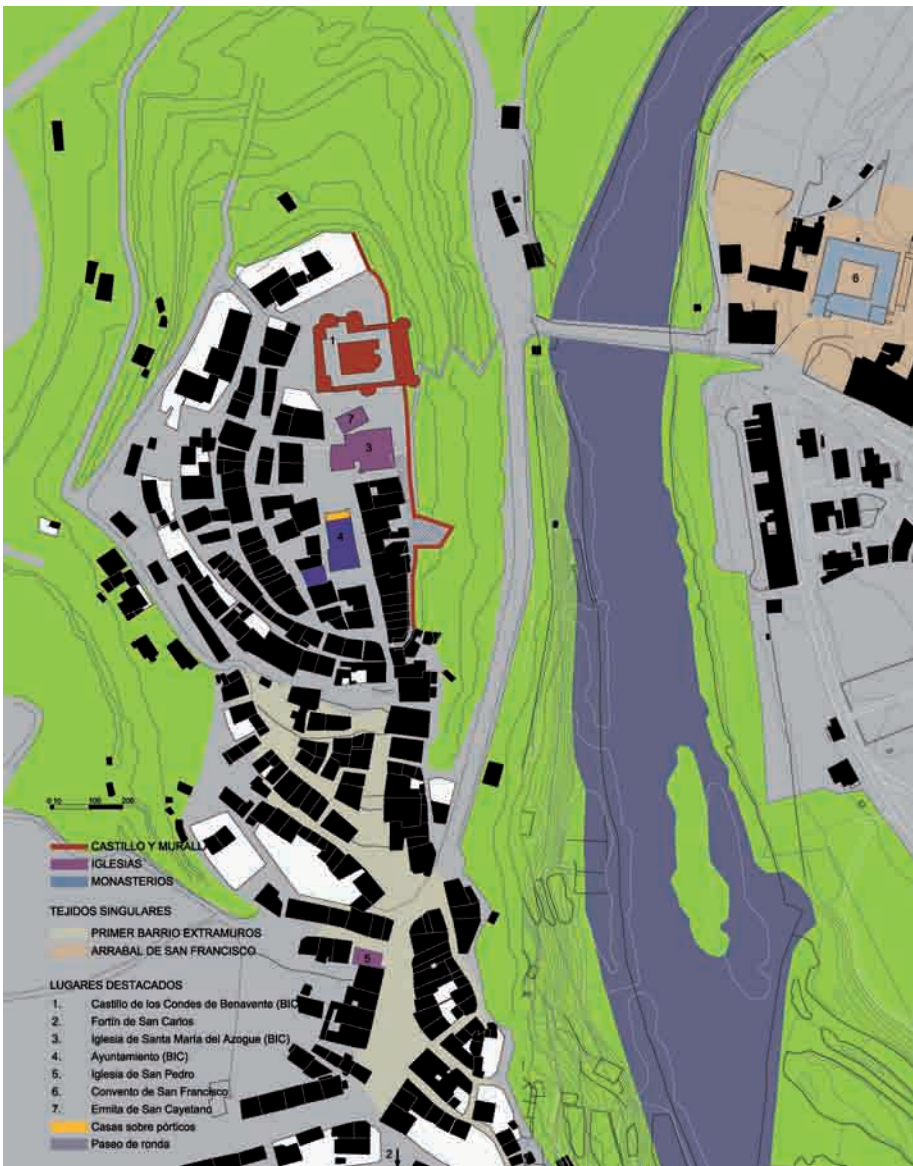 1
7
3
4
6
0 10 100 200
CASTILLO Y MURALLA
IGLESIAS
MONASTERIOS
TEJIDOS SINGULARES
PRIMER BARRIO EXTRAMUROS
ARRABAL DE SAN FRANCISCO
5
LUGARES DESTACADOS
1. Castillo de los Condes de Benavente (BIC
2. Fortín de San Carlos
3. Iglesia de Santa María del Azogue (BIC)
4. Ayuntamiento (BIC)
5. Iglesia de San Pedro
6. Convento de San Francisco
7. Ermita de San Cayetano
Casas sobre pórticos
Paseo de ronda
2